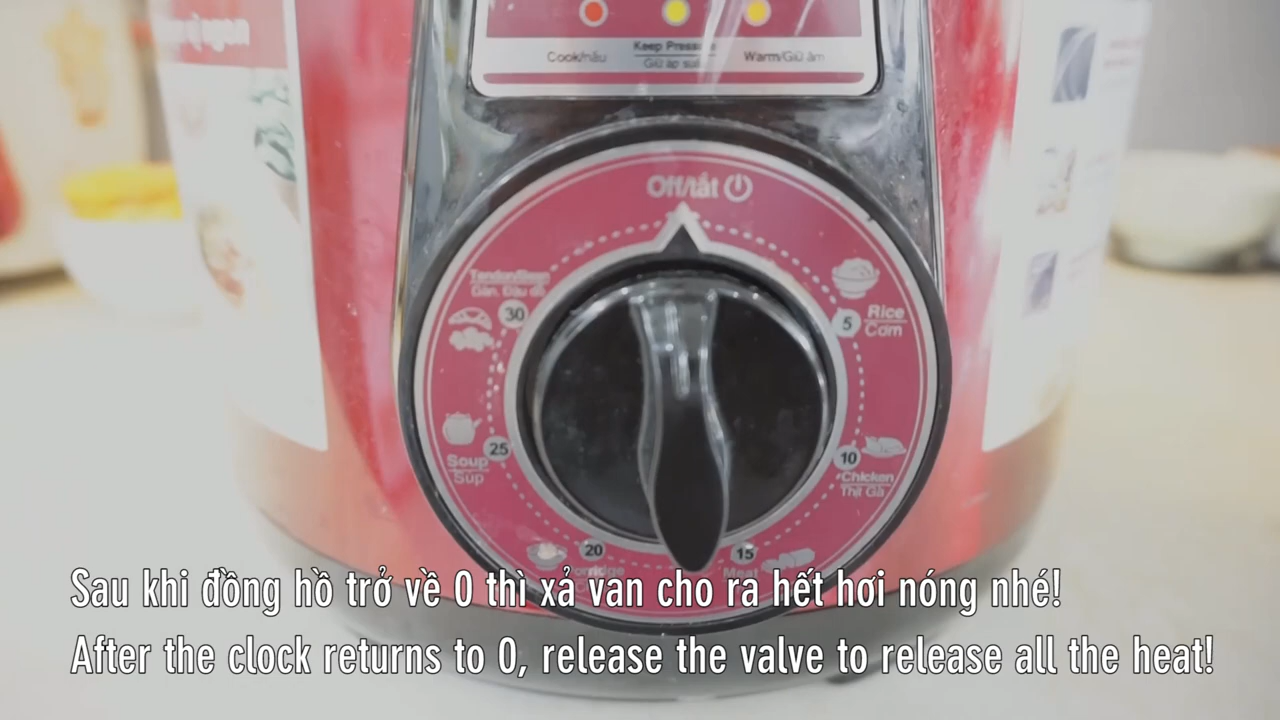 Cook/nấu
Keep Pressure
Giữ áp suất
Warm/Giữ ấm
Off/tắt
30
5
Rice
Cơm
25
Soup
Súp
10
Chicken
Thịt Gà
20
15
Meat
Sau khi đồng hồ trở về 0 thì xả van cho ra hết hơi nóng nhé!
After the clock returns to 0, release the valve to release all the heat!